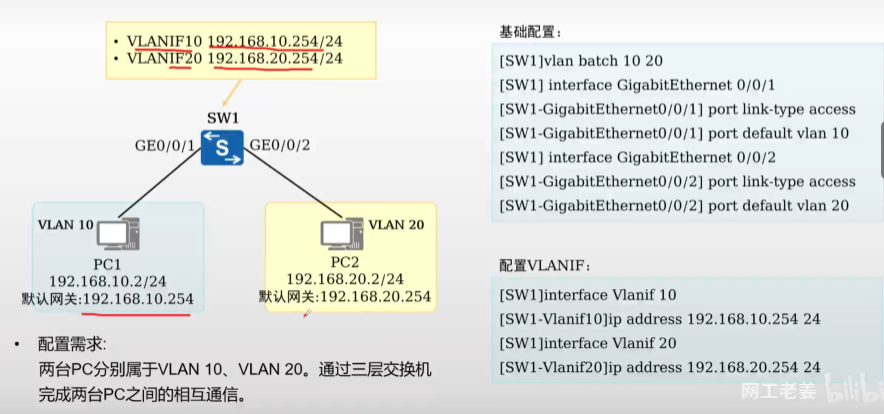 • VLANIF10 192.168.10.254/24
• VLANIF20 192.168.20.254/24
SW1
GE0/0/1
GE0/0/2
S
VLAN 10
PC1
192.168.10.2/24
默认网关:192.168.10.254
VLAN 20
PC2
192.168.20.2/24
默认网关:192.168.20.254
• 配置需求:
两台PC分别属于VLAN 10、VLAN 20。通过三层交换机
完成两台PC之间的相互通信。
基础配置：
[SW1]vlan batch 10 20
[SW1] interface GigabitEthernet 0/0/1
[SW1-GigabitEthernet0/0/1] port link-type access
[SW1-GigabitEthernet0/0/1] port default vlan 10
[SW1] interface GigabitEthernet 0/0/2
[SW1-GigabitEthernet0/0/2] port link-type access
[SW1-GigabitEthernet0/0/2] port default vlan 20
配置VLANIF：
[SW1]interface Vlanif 10
[SW1-Vlanif10]ip address 192.168.10.254 24
[SW1]interface Vlanif 20
[SW1-Vlanif20]ip address 192.168.20.254 24
网工老姜 bilibili